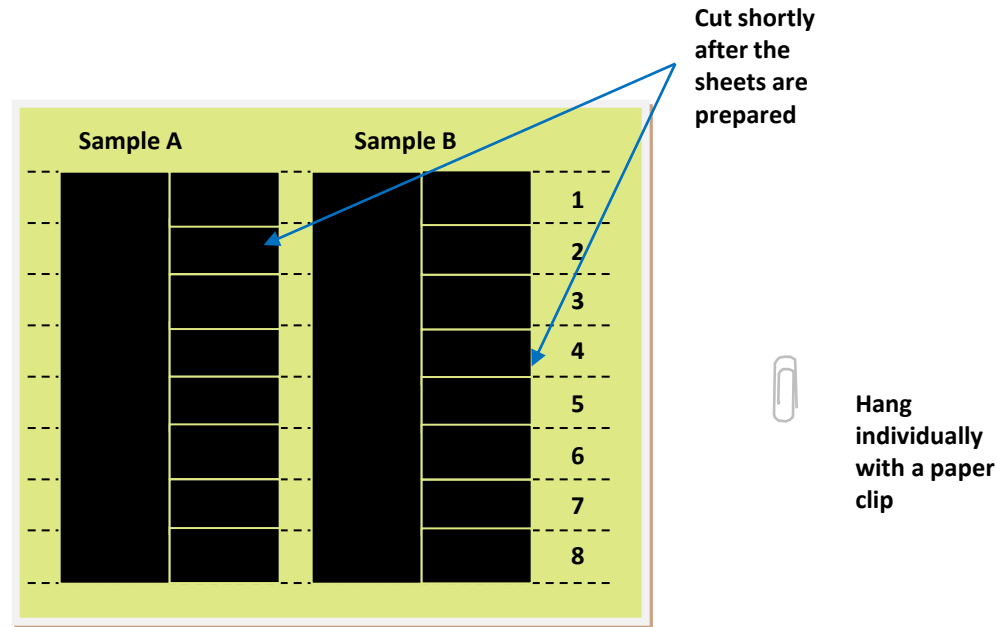 Cut shortly
after the
sheets are
prepared
Sample A
Sample B
1
2
3
4
5
6
7
8
Hang
individually
with a paper
clip